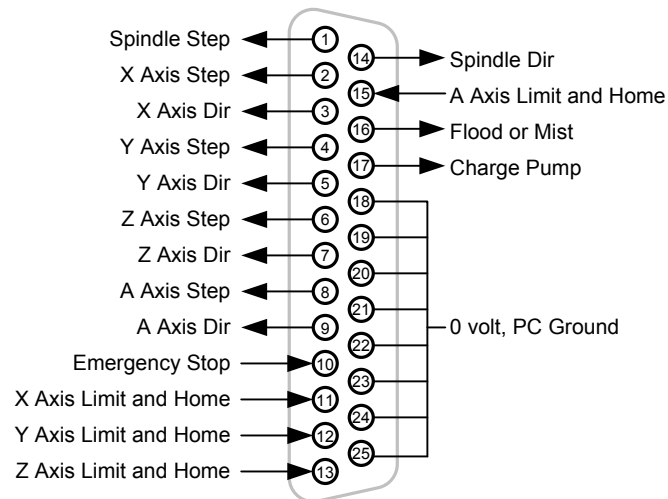 Spindle Step
1
X Axis Step
2
X Axis Dir
3
Y Axis Step
4
Y Axis Dir
5
Z Axis Step
6
Z Axis Dir
7
A Axis Step
8
A Axis Dir
9
Emergency Stop
10
X Axis Limit and Home
11
Y Axis Limit and Home
12
Z Axis Limit and Home
13
14
Spindle Dir
15
A Axis Limit and Home
16
Flood or Mist
17
Charge Pump
18
19
20
21
22
23
24
25
0 volt, PC Ground